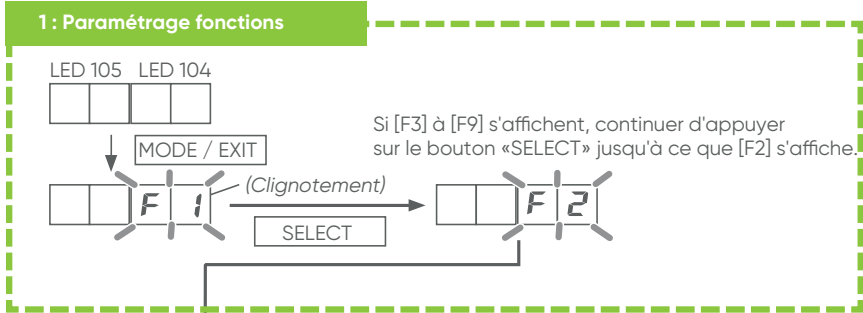 1 : Paramétrage fonctions
LED 105 LED 104
Si [F3] à [F9] s'affichent, continuer d'appuyer
sur le bouton «SELECT» jusqu'à ce que [F2] s'affiche.
MODE / EXIT
(Clignotement)
F 1
F 2
SELECT